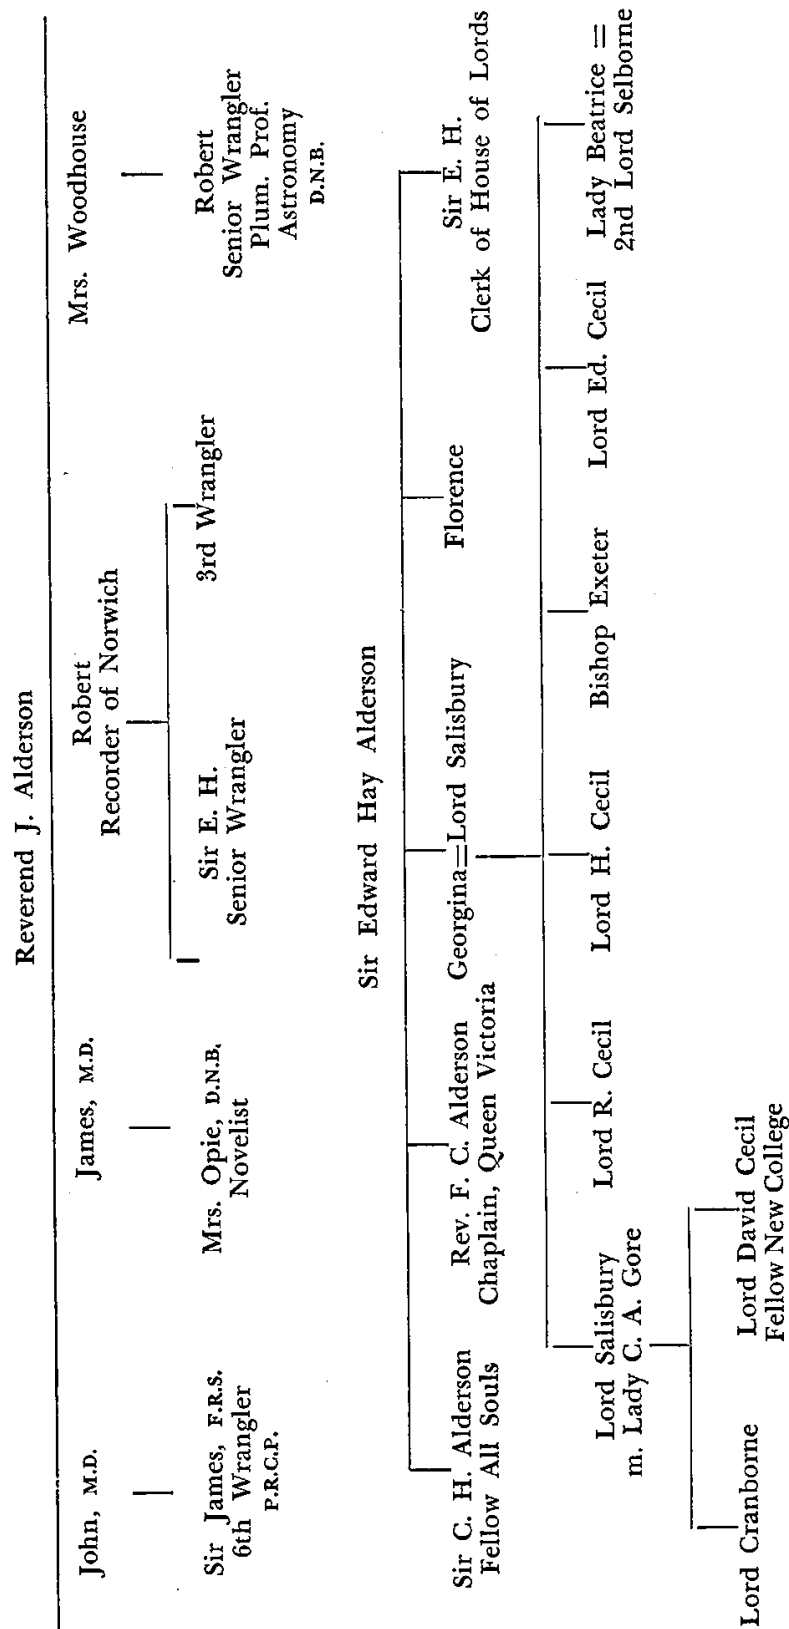 Reverend J. Alderson
John, M.D.
James, M.D.
Robert
Recorder of Norwich
Mrs. Woodhouse
Sir James, F.R.S.
6th Wrangler
P.R.C.P.
Mrs. Opie, D.N.B.
Novelist
Sir E. H.
Senior Wrangler
3rd Wrangler
Robert
Senior Wrangler
Plum. Prof.
Astronomy
D.N.B.
Sir Edward Hay Alderson
Sir C. H. Alderson
Fellow All Souls
Rev. F. C. Alderson
Chaplain, Queen Victoria
Georgina=Lord Salisbury
Florence
Sir E. H.
Clerk of House of Lords
Lord Salisbury
m. Lady C. A. Gore
Lord R. Cecil
Lord H. Cecil
Bishop Exeter
Lord Ed. Cecil
Lady Beatrice =
2nd Lord Selborne
Lord Cranborne
Lord David Cecil
Fellow New College